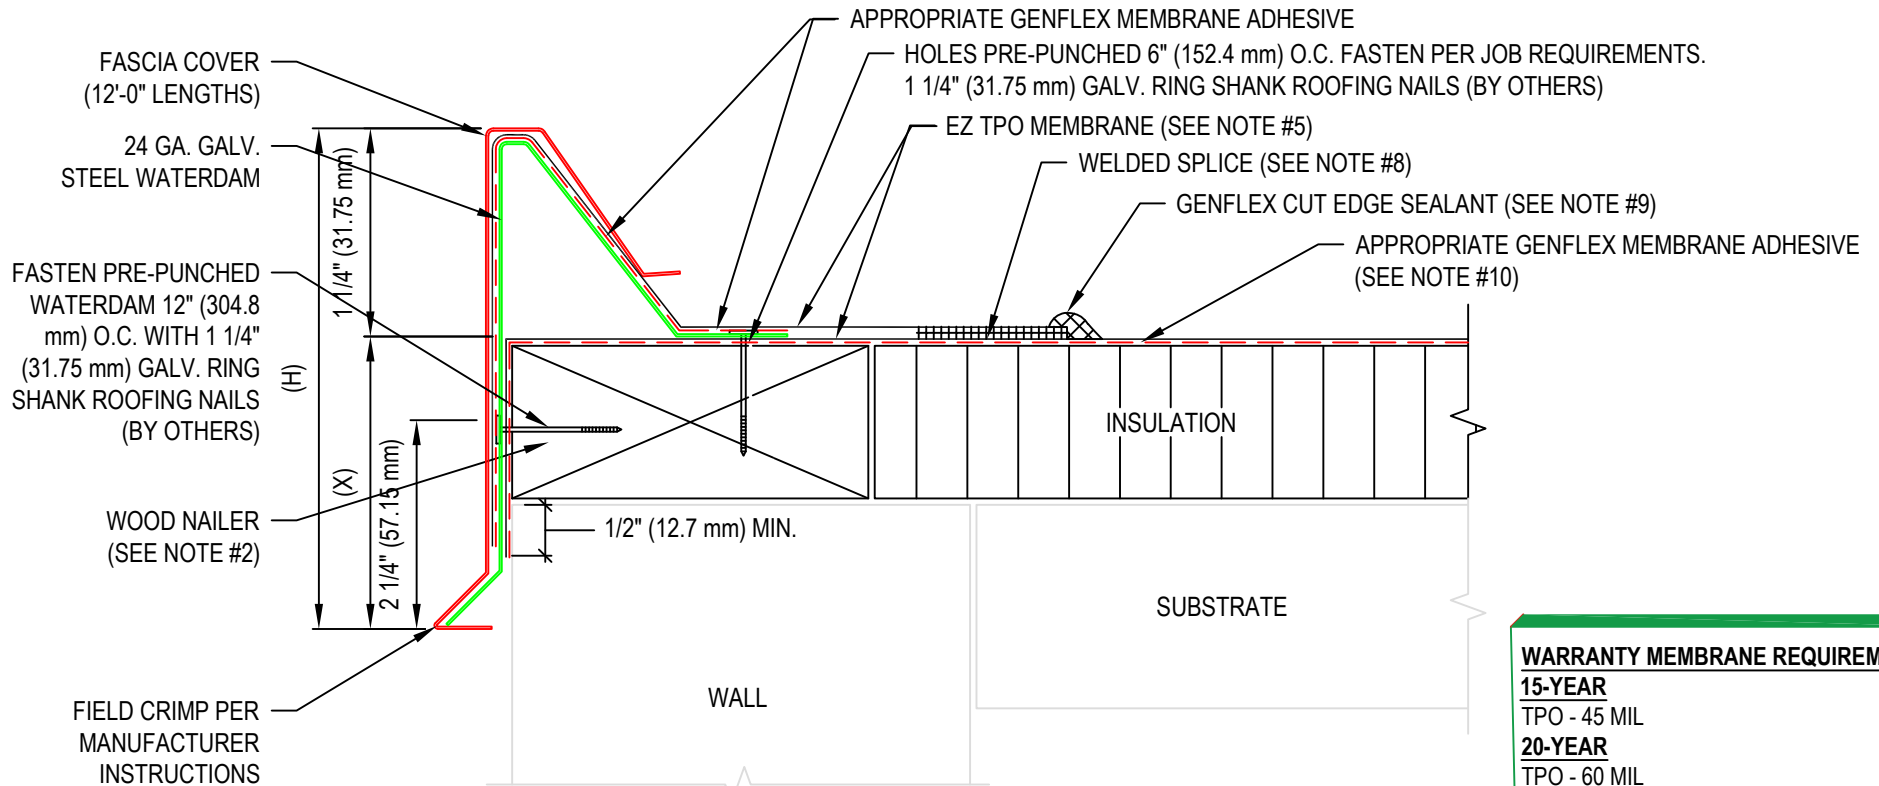 APPROPRIATE GENFLEX MEMBRANE ADHESIVE
HOLES PRE-PUNCHED 6" (152.4 mm) O.C. FASTEN PER JOB REQUIREMENTS.
1 1/4" (31.75 mm) GALV. RING SHANK ROOFING NAILS (BY OTHERS)
EZ TPO MEMBRANE (SEE NOTE #5)
WELDED SPLICE (SEE NOTE #8)
GENFLEX CUT EDGE SEALANT (SEE NOTE #9)
APPROPRIATE GENFLEX MEMBRANE ADHESIVE
(SEE NOTE #10)
FASCIA COVER
(12'-0" LENGTHS)
24 GA. GALV.
STEEL WATERDAM
FASTEN PRE-PUNCHED
WATERDAM 12" (304.8
mm) O.C. WITH 1 1/4"
(31.75 mm) GALV. RING
SHANK ROOFING NAILS
(BY OTHERS)
WOOD NAILER
(SEE NOTE #2)
FIELD CRIMP PER
MANUFACTURER
INSTRUCTIONS
(H)
1 1/4" (31.75 mm)
(X)
2 1/4" (57.15 mm)
1/2" (12.7 mm) MIN.
INSULATION
SUBSTRATE
WALL
WARRANTY MEMBRANE REQUIREM
15-YEAR
TPO - 45 MIL
20-YEAR
TPO - 60 MIL